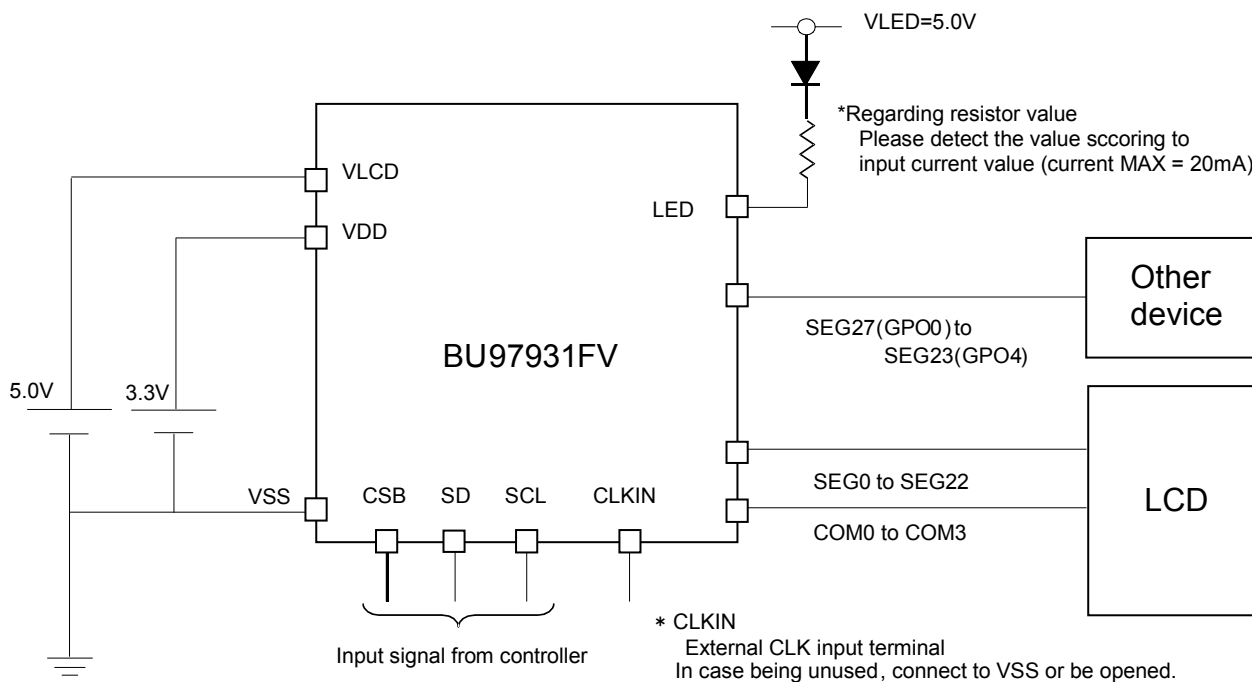 VLED=5.0V
*Regarding resistor value
Please detect the value sccoring to
input current value (current MAX = 20mA)
VLCD
VDD
LED
Other
device
BU97931FV
SEG27(GPO0) to
SEG23(GPO4)
5.0V
3.3V
VSS
CSB
SD
SCL
CLKIN
SEG0 to SEG22
COM0 to COM3
LCD
Input signal from controller
* CLKIN
External CLK input terminal
In case being unused, connect to VSS or be opened.